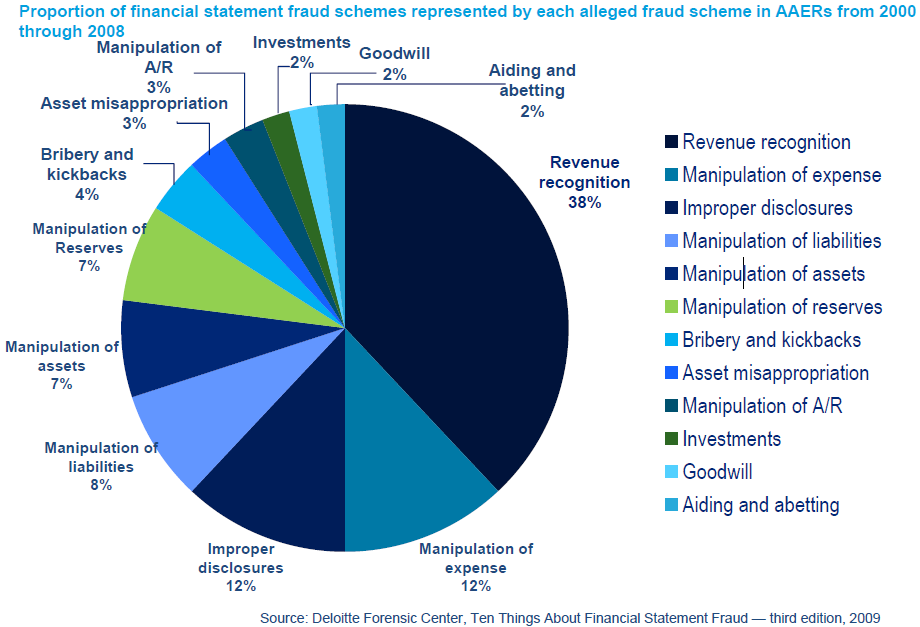 Proportion of financial statement fraud schemes represented by each alleged fraud scheme in AAERs from 2000
through 2008
Manipulation of
A/R
3%
Investments
2%
Goodwill
2%
Aiding and
abetting
2%
Asset misappropriation
3%
Bribery and
kickbacks
4%
Manipulation of
Reserves
7%
Manipulation of
assets
7%
Manipulation of
liabilities
8%
Improper
disclosures
12%
Manipulation of
expense
12%
Revenue
recognition
38%
Revenue recognition
Manipulation of expense
Improper disclosures
Manipulation of liabilities
Manipulation of assets
Manipulation of reserves
Bribery and kickbacks
Asset misappropriation
Manipulation of A/R
Investments
Goodwill
Aiding and abetting
Source: Deloitte Forensic Center, Ten Things About Financial Statement Fraud — third edition, 2009